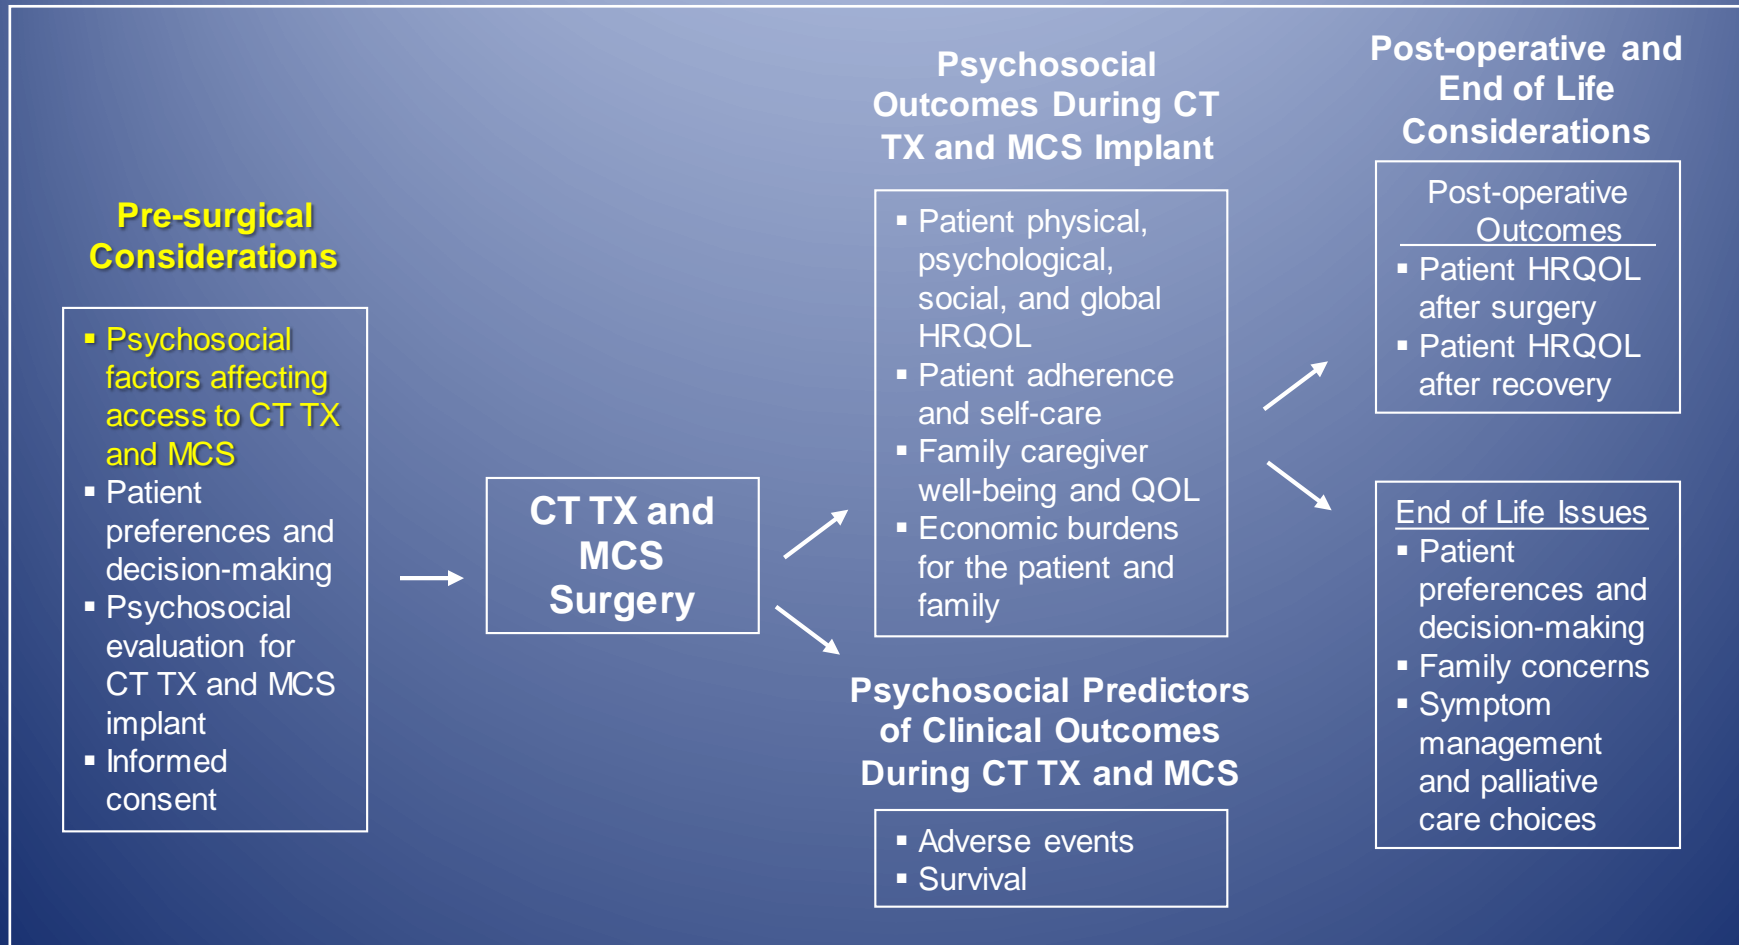 Pre-surgical
Considerations
▪ Psychosocial
factors affecting
access to CT TX
and MCS
▪ Patient
preferences and
decision-making
▪ Psychosocial
evaluation for
CT TX and MCS
implant
▪ Informed
consent
CT TX and
MCS
Surgery
Psychosocial
Outcomes During CT
TX and MCS Implant
▪ Patient physical,
psychological,
social, and global
HRQOL
▪ Patient adherence
and self-care
▪ Family caregiver
well-being and QOL
▪ Economic burdens
for the patient and
family
Psychosocial Predictors
of Clinical Outcomes
During CT TX and MCS
▪ Adverse events
▪ Survival
Post-operative and
End of Life
Considerations
Post-operative
Outcomes
▪ Patient HRQOL
after surgery
▪ Patient HRQOL
after recovery
End of Life Issues
▪ Patient
preferences and
decision-making
▪ Family concerns
▪ Symptom
management
and palliative
care choices